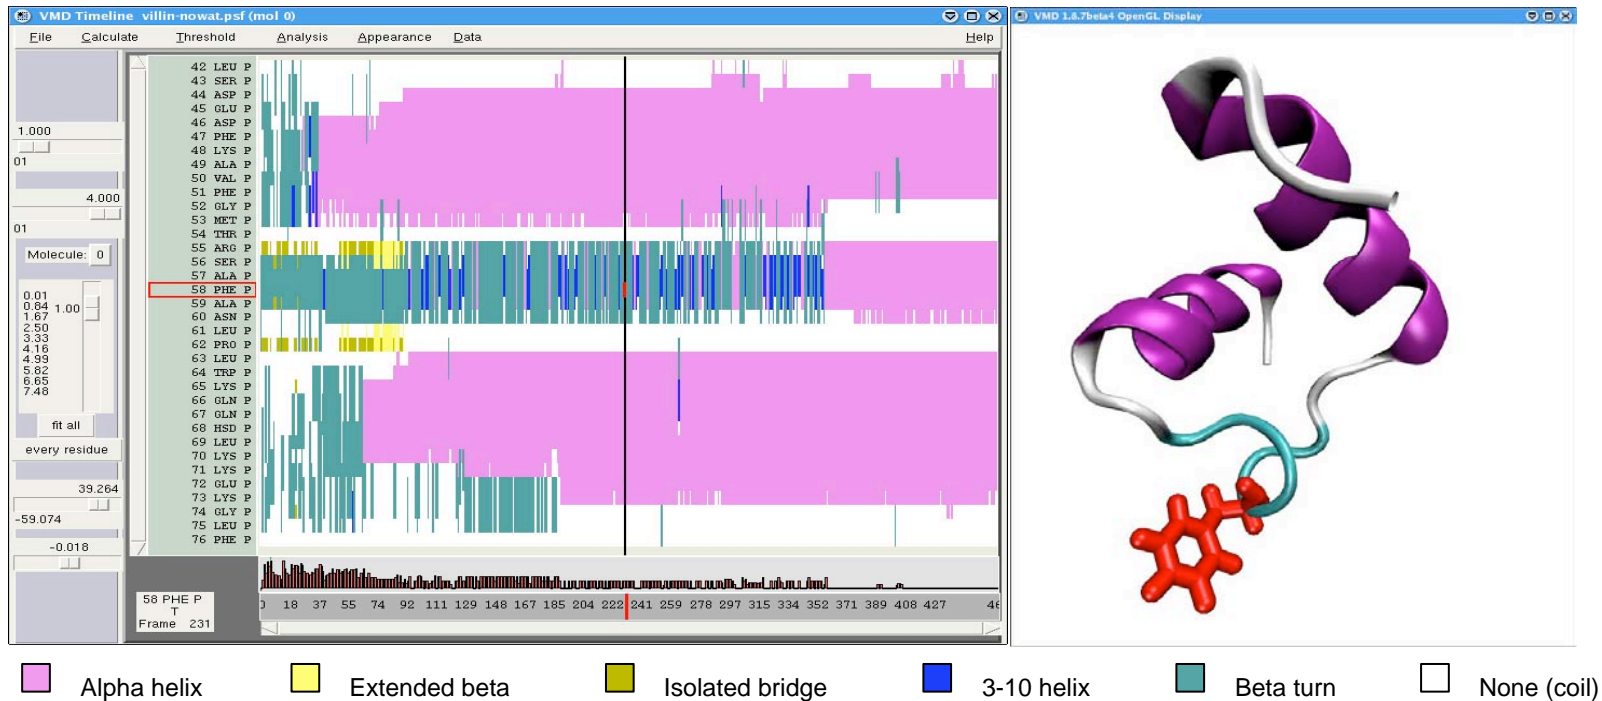 VMD Timeline villin-nowat.psf (mol 0)
File Calculate Threshold Analysis Appearance Data Help
1.000
01
4.000
01
Molecule: 0
0.01
0.84
1.67
2.50
3.33
4.16
4.99
5.82
6.65
7.48
1.00
fit all
every residue
39.264
-59.074
-0.018
42 LEU P
43 SER P
44 ASP P
45 GLU P
46 ASP P
47 PHE P
48 LYS P
49 ALA P
50 VAL P
51 PHE P
52 GLY P
53 MET P
54 THR P
55 ARG P
56 SER P
57 ALA P
58 PHE P
59 ALA P
60 ASN P
61 LEU P
62 PRO P
63 LEU P
64 TRP P
65 LYS P
66 GLN P
67 GLN P
68 HSD P
69 LEU P
70 LYS P
71 LYS P
72 GLU P
73 LYS P
74 GLY P
75 LEU P
76 PHE P
58 PHE P
T
Frame 231
18 37 55 74 92 111 129 148 167 185 204 222 241 259 278 297 315 334 352 371 389 408 427 46
VMD 1.8.7beta4 OpenGL Display
Alpha helix Extended beta Isolated bridge 3-10 helix Beta turn None (coil)